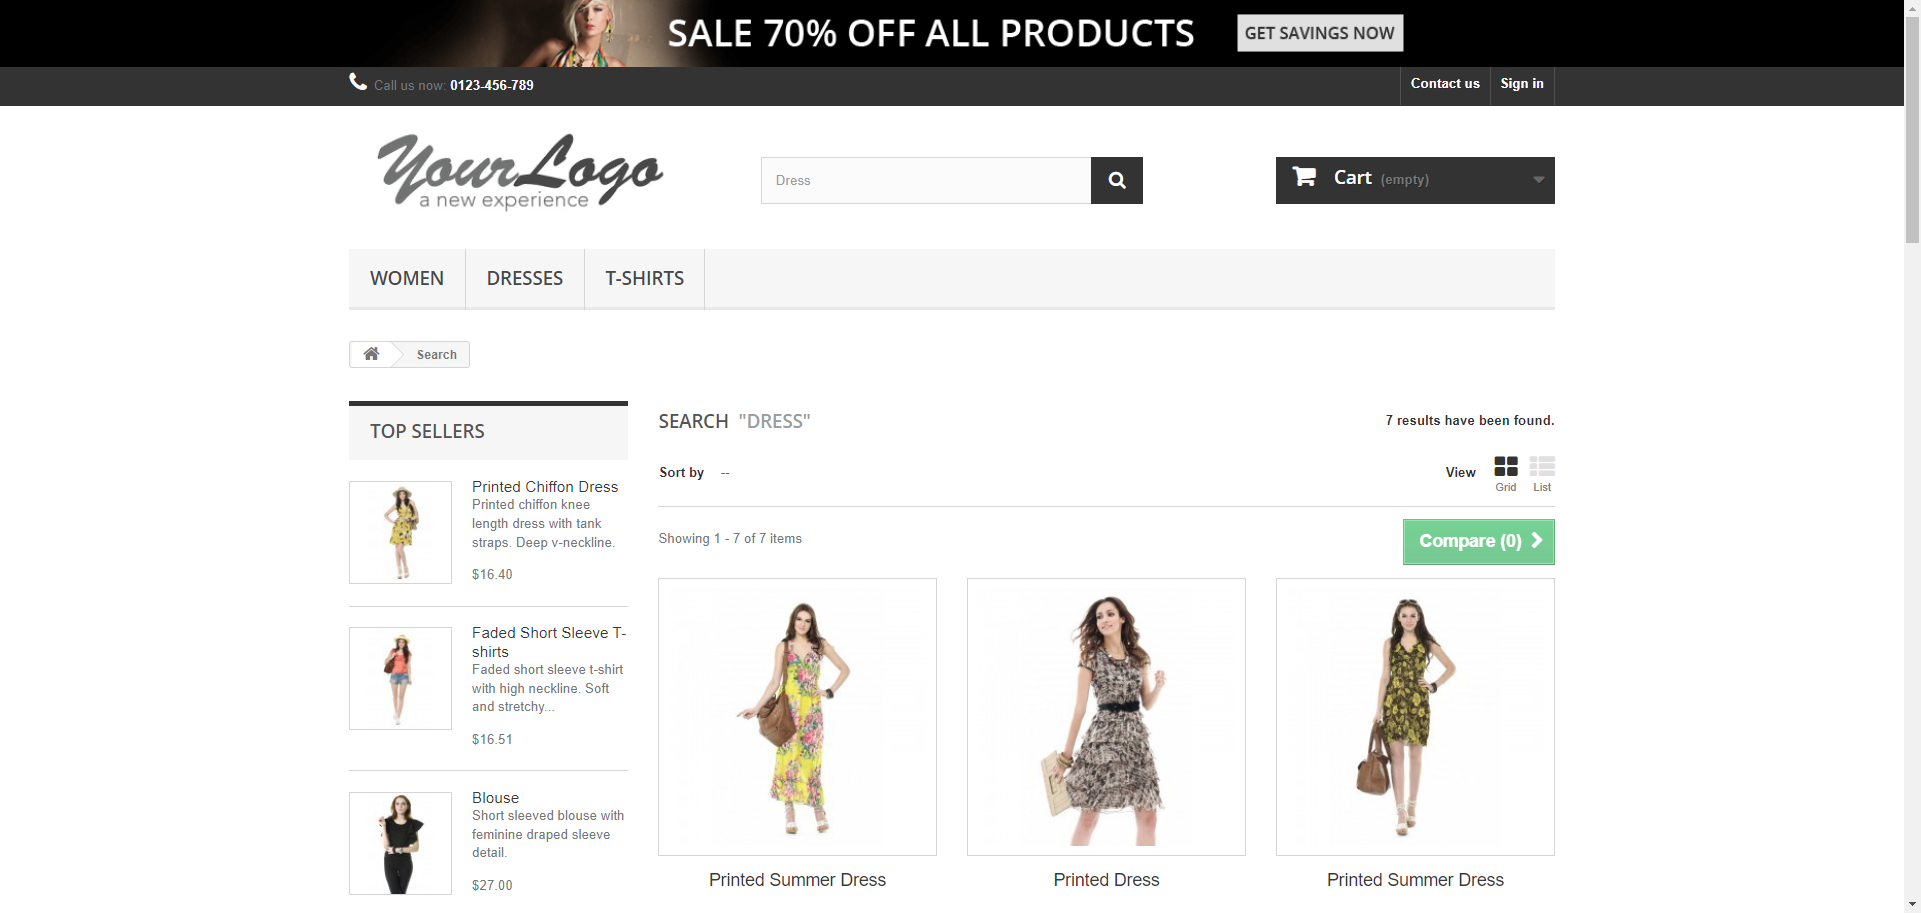 SALE 70% OFF ALL PRODUCTS
GET SAVINGS NOW
Call us now: 0123-456-789
Contact us
Sign in
YourLogo
a new experience
Dress
Cart (empty)
WOMEN
DRESSES
T-SHIRTS
Search
TOP SELLERS
Printed Chiffon Dress
Printed chiffon knee
length dress with tank
straps. Deep v-neckline.
$16.40
Faded Short Sleeve T-
shirts
Faded short sleeve t-shirt
with high neckline. Soft
and stretchy...
$16.51
Blouse
Short sleeved blouse with
feminine draped sleeve
detail.
$27.00
SEARCH "DRESS"
7 results have been found.
Sort by --
View
Grid
List
Showing 1 - 7 of 7 items
Compare (0)
Printed Summer Dress
Printed Dress
Printed Summer Dress